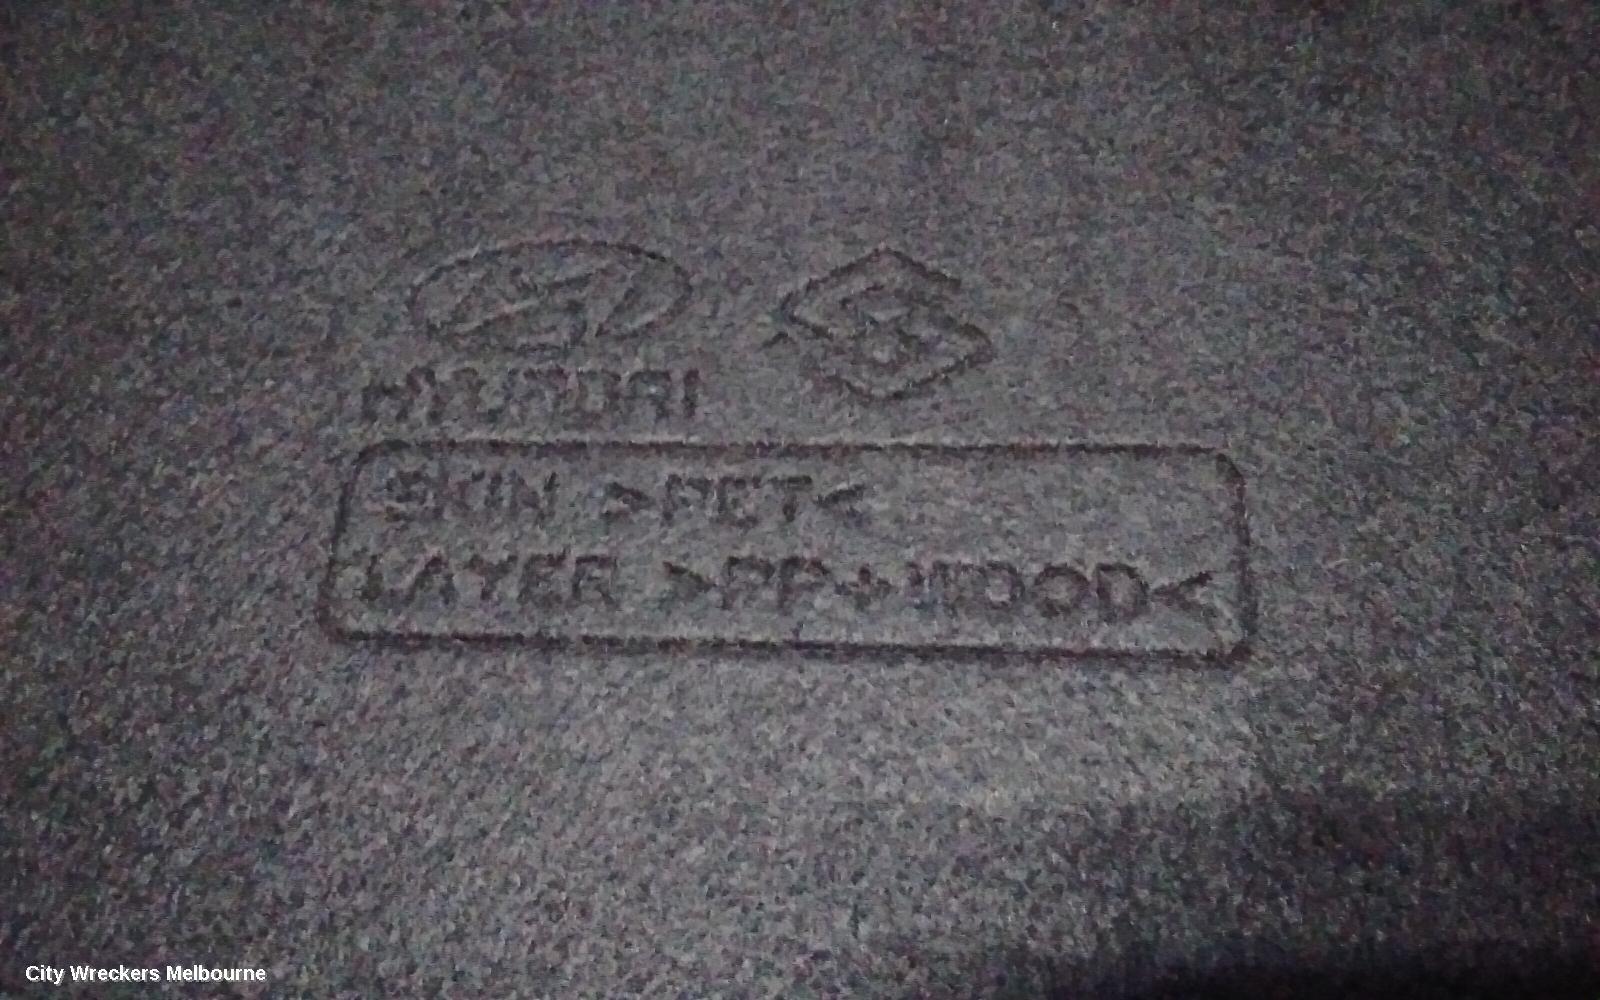 HYUNDAI
SKIN >PET<
LAYER >PP+WOOD<
City Wreckers Melbourne